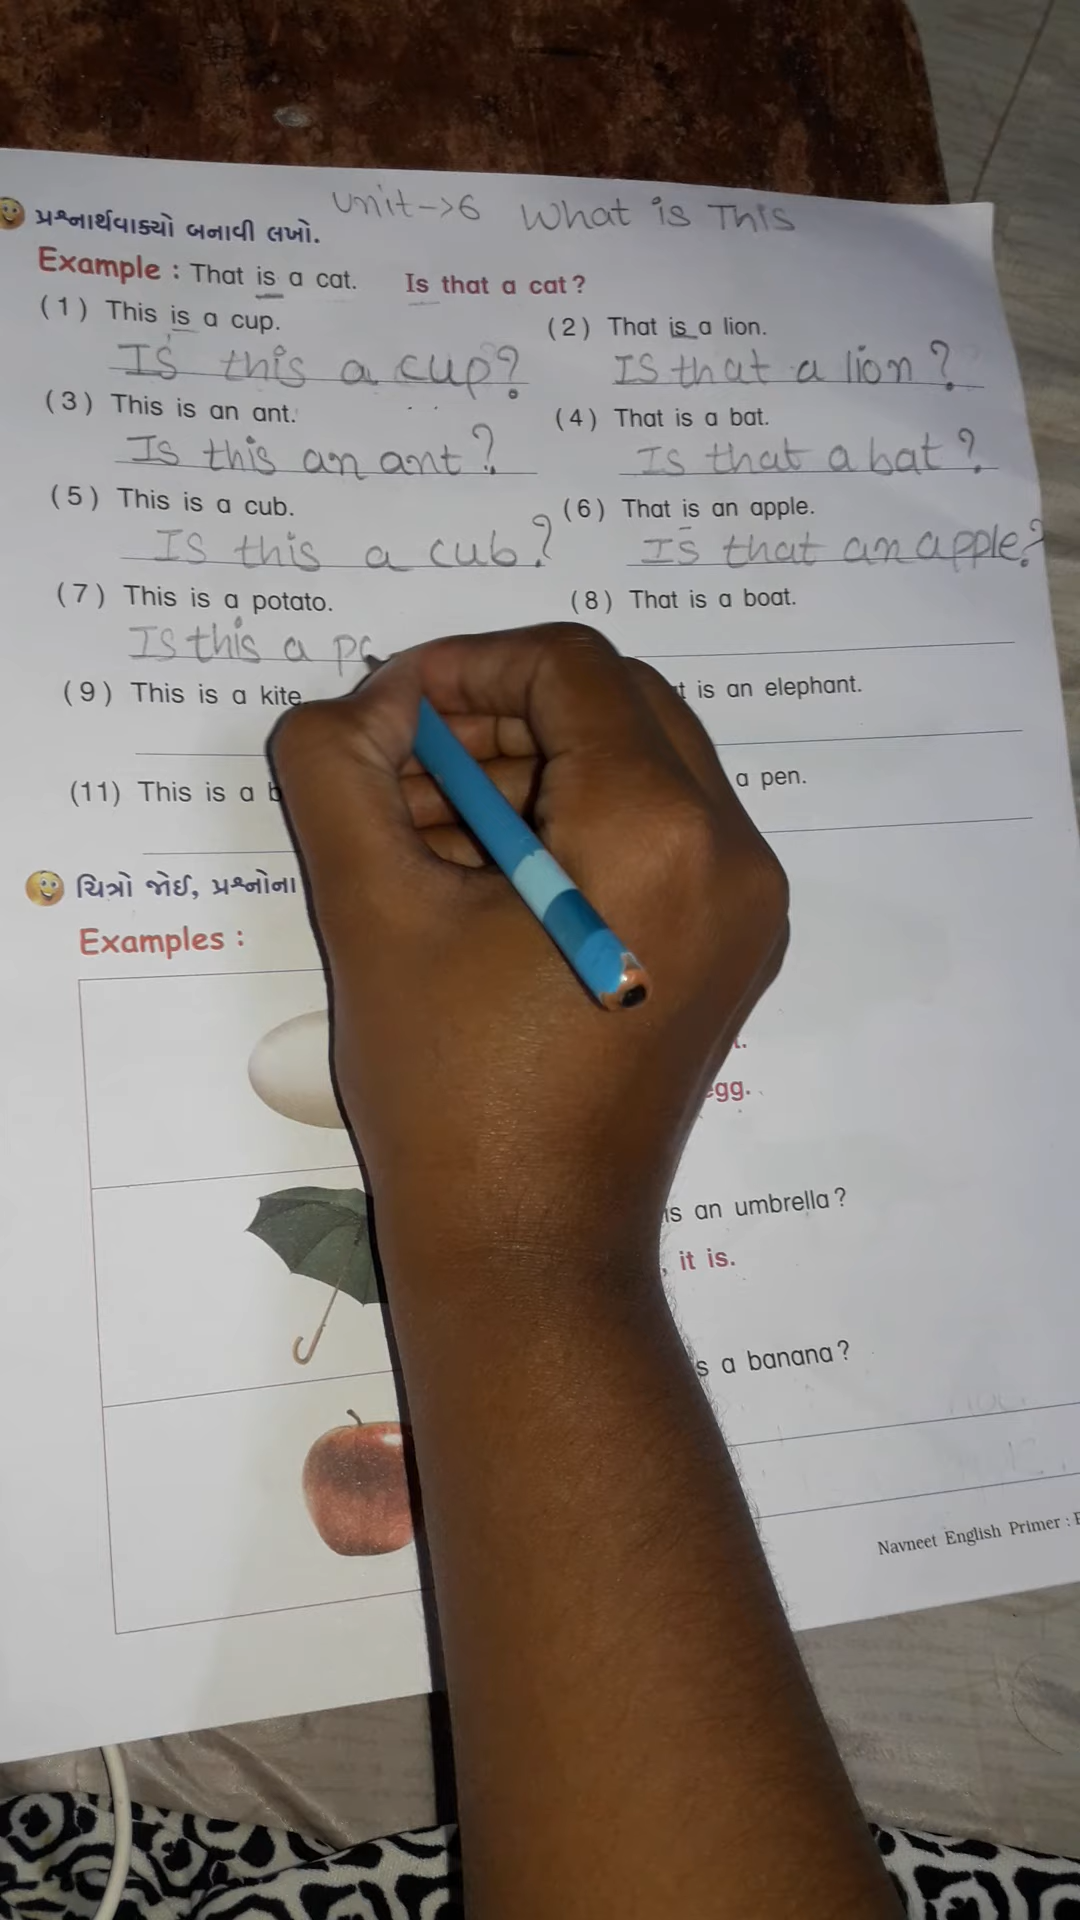 unit->6 What is This
પ્રશ્નાર્થવાક્યો બનાવી લખો.
Example : That is a cat. Is that a cat ?
(1) This is a cup.
Is this a cup?
(2) That is a lion.
Is that a lion ?
(3) This is an ant.
Is this an ant ?
(4) That is a bat.
Is that a bat ?
(5) This is a cub.
Is this a cub ?
(6) That is an apple.
Is that an apple?
(7) This is a potato.
Is this a
(8) That is a boat.
(9) This is a kite.
is an elephant.
(11) This is a
a pen.
ચિત્રો જોઈ, પ્રશ્નોના
Examples :
is an umbrella ?
it is.
a banana ?
Navneet English Primer :